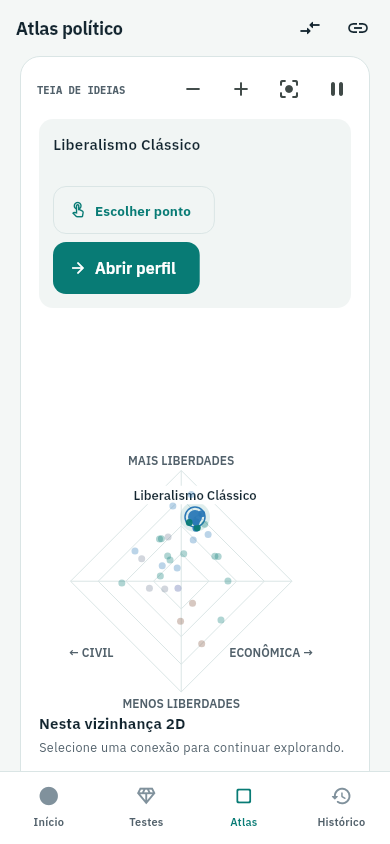 Atlas político
TEIA DE IDEIAS
Liberalismo Clássico
Escolher ponto
→ Abrir perfil
MAIS LIBERDADES
Liberalismo Clássico
← CIVIL
ECONÔMICA →
MENOS LIBERDADES
Nesta vizinhança 2D
Selecione uma conexão para continuar explorando.
Início
Testes
Atlas
Histórico